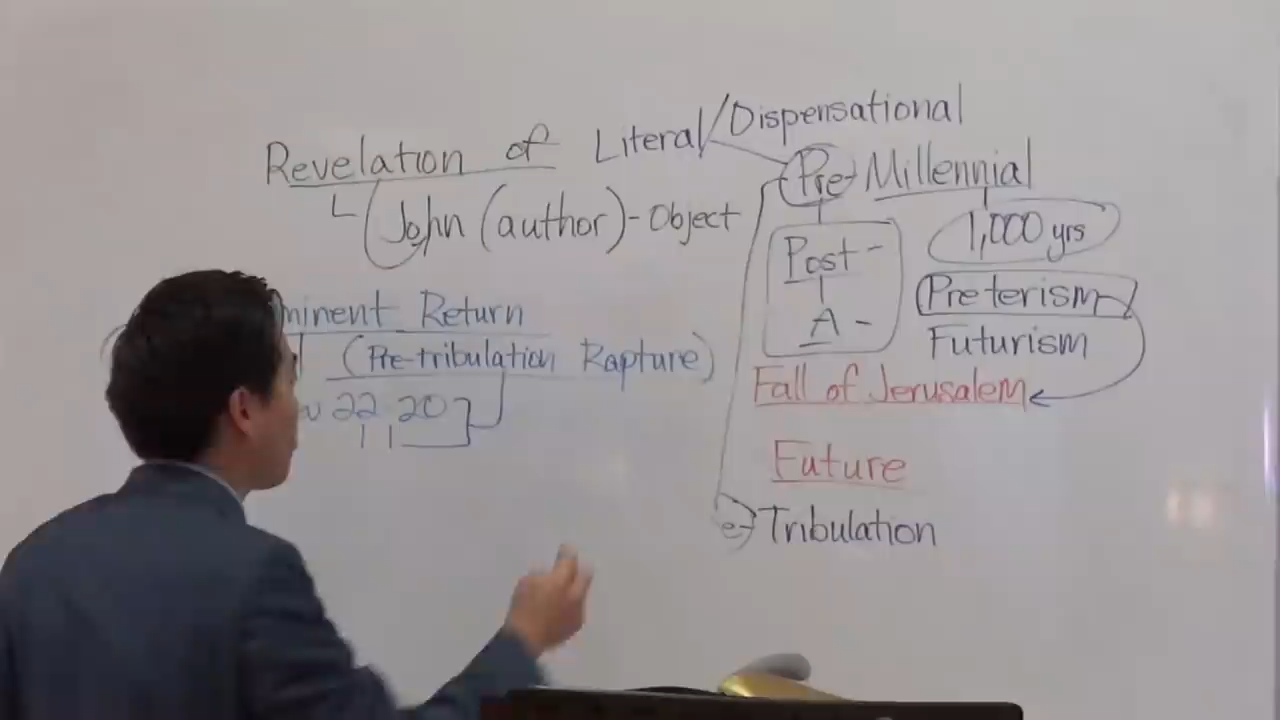 Revelation of Literal/Dispensational
John (author)-Object
minent Return
(Pre-tribulation Rapture)
22 20
Pre-Millennial
1,000 yrs
Post-
A-
Preterism
Futurism
Fall of Jerusalem
Future
Tribulation